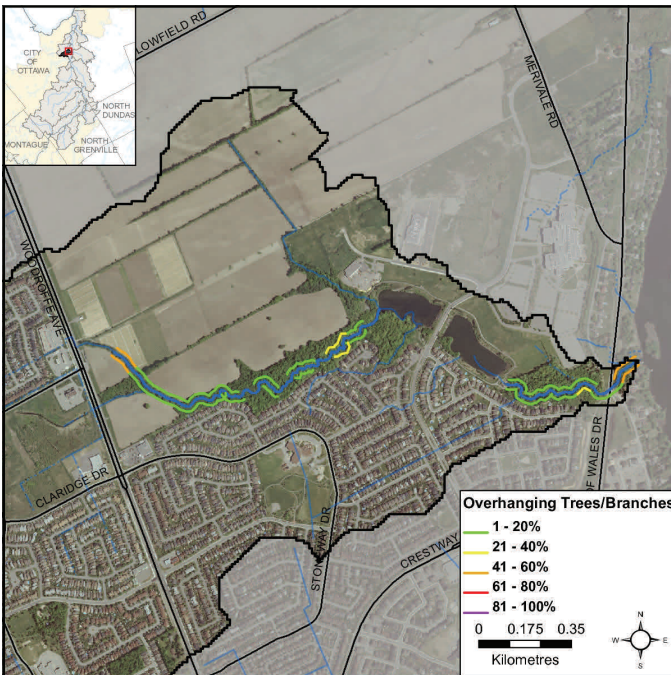 LOWFIELD RD
CITY
OF
OTTAWA
NORTH
DUNDAS
MONTAGUE
NORTH
GRENVILLE
MERIVALE RD
WOODROFFE AVE
CLARIDGE DR
STONEWAY DR
CRESTWAY
OF WALES DR
Overhanging Trees/Branches
1 - 20%
21 - 40%
41 - 60%
61 - 80%
81 - 100%
0 0.175 0.35
Kilometres
N
W E
S